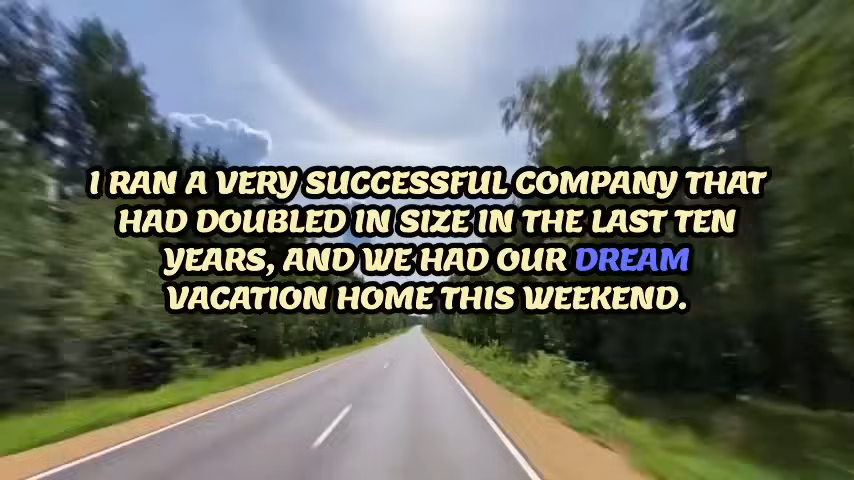 I RAN A VERY SUCCESSFUL COMPANY THAT
HAD DOUBLED IN SIZE IN THE LAST TEN
YEARS, AND WE HAD OUR DREAM
VACATION HOME THIS WEEKEND.